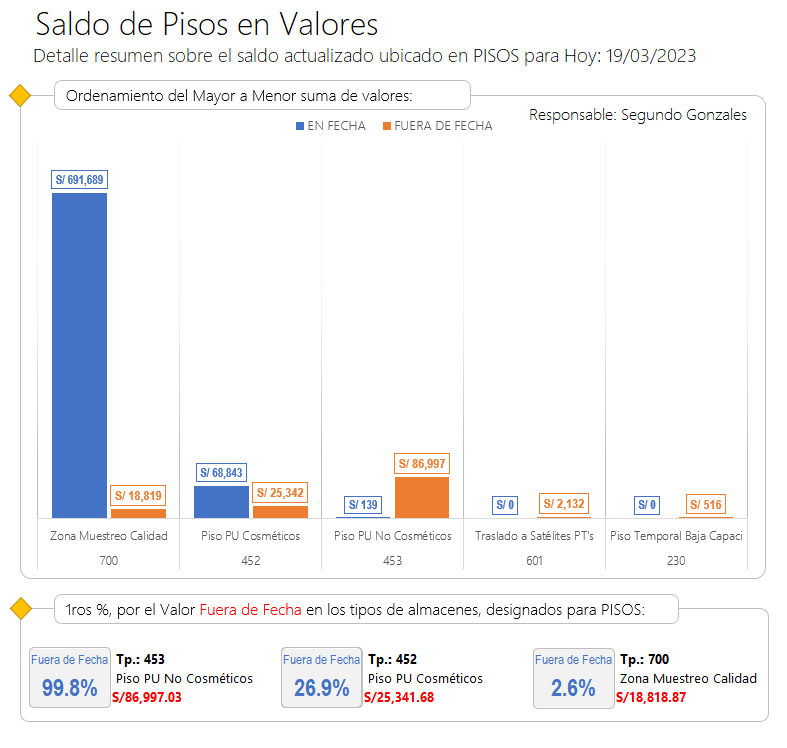 Saldo de Pisos en Valores
Detalle resumen sobre el saldo actualizado ubicado en PISOS para Hoy: 19/03/2023
Ordenamiento del Mayor a Menor suma de valores:
Responsable: Segundo Gonzales
EN FECHA FUERA DE FECHA
S/ 691,689
S/ 18,819
S/ 68,843
S/ 25,342
S/ 139
S/ 86,997
S/ 0
S/ 2,132
S/ 0
S/ 516
Zona Muestreo Calidad Piso PU Cosméticos Piso PU No Cosméticos Traslado a Satélites PT's Piso Temporal Baja Capaci
700 452 453 601 230
1ros %, por el Valor Fuera de Fecha en los tipos de almacenes, designados para PISOS:
Fuera de Fecha
99.8%
Tp.: 453
Piso PU No Cosméticos
S/86,997.03
Fuera de Fecha
26.9%
Tp.: 452
Piso PU Cosméticos
S/25,341.68
Fuera de Fecha
2.6%
Tp.: 700
Zona Muestreo Calidad
S/18,818.87